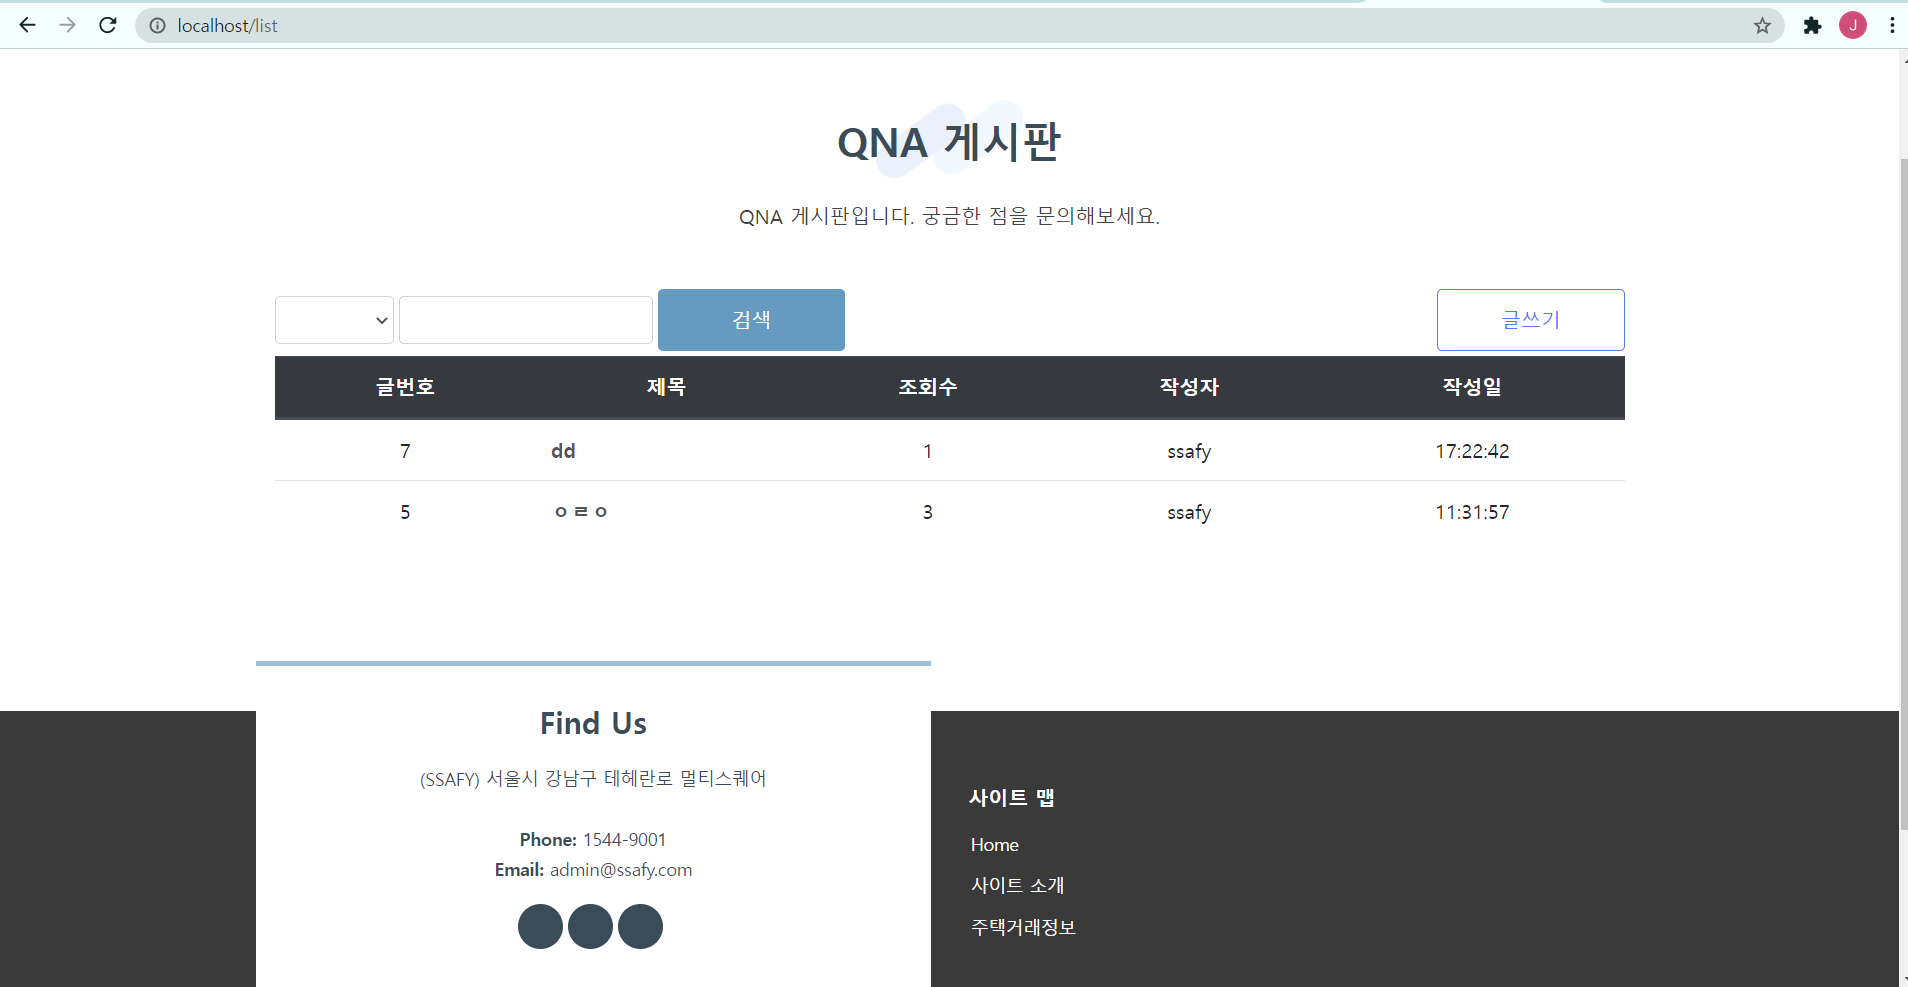 localhost/list
J
QNA 게시판
QNA 게시판입니다. 궁금한 점을 문의해보세요.
검색 글쓰기
글번호 제목 조회수 작성자 작성일
7 dd 1 ssafy 17:22:42
5 ㅇㄹㅇ 3 ssafy 11:31:57
Find Us
(SSAFY) 서울시 강남구 테헤란로 멀티스퀘어
Phone: 1544-9001
Email: admin@ssafy.com
사이트 맵
Home
사이트 소개
주택거래정보